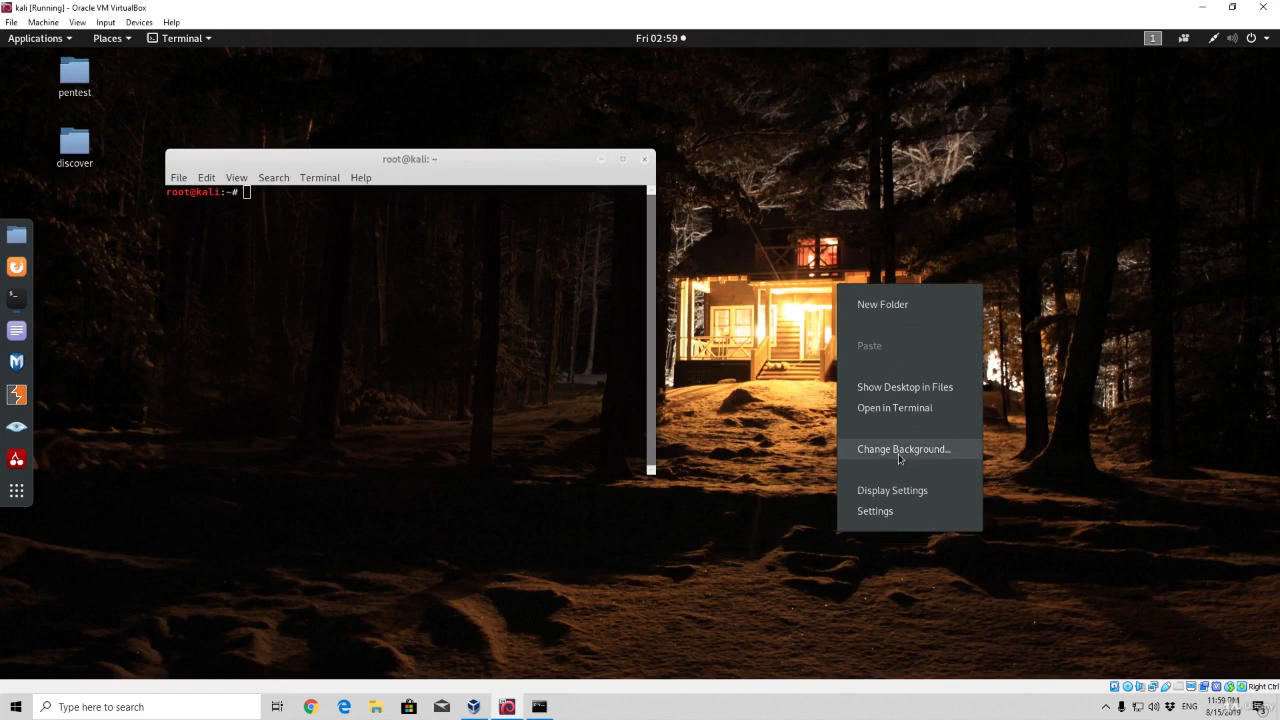 kali [Running] - Oracle VM VirtualBox
File Machine View Input Devices Help
Applications Places Terminal Fri 02:59 1
pentest
discover
root@kali: ~
File Edit View Search Terminal Help
root@kali:~#
New Folder
Paste
Show Desktop in Files
Open in Terminal
Change Background...
Display Settings
Settings
Right Ctrl
Type here to search
ENG
11:59 PM
8/15/2019
3